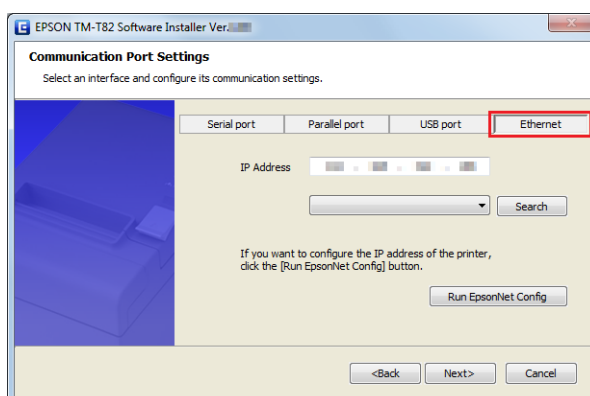 EPSON TM-T82 Software Installer Ver.
Communication Port Settings
Select an interface and configure its communication settings.
Serial port Parallel port USB port Ethernet
IP Address
Search
If you want to configure the IP address of the printer,
click the [Run EpsonNet Config] button.
Run EpsonNet Config
<Back Next> Cancel